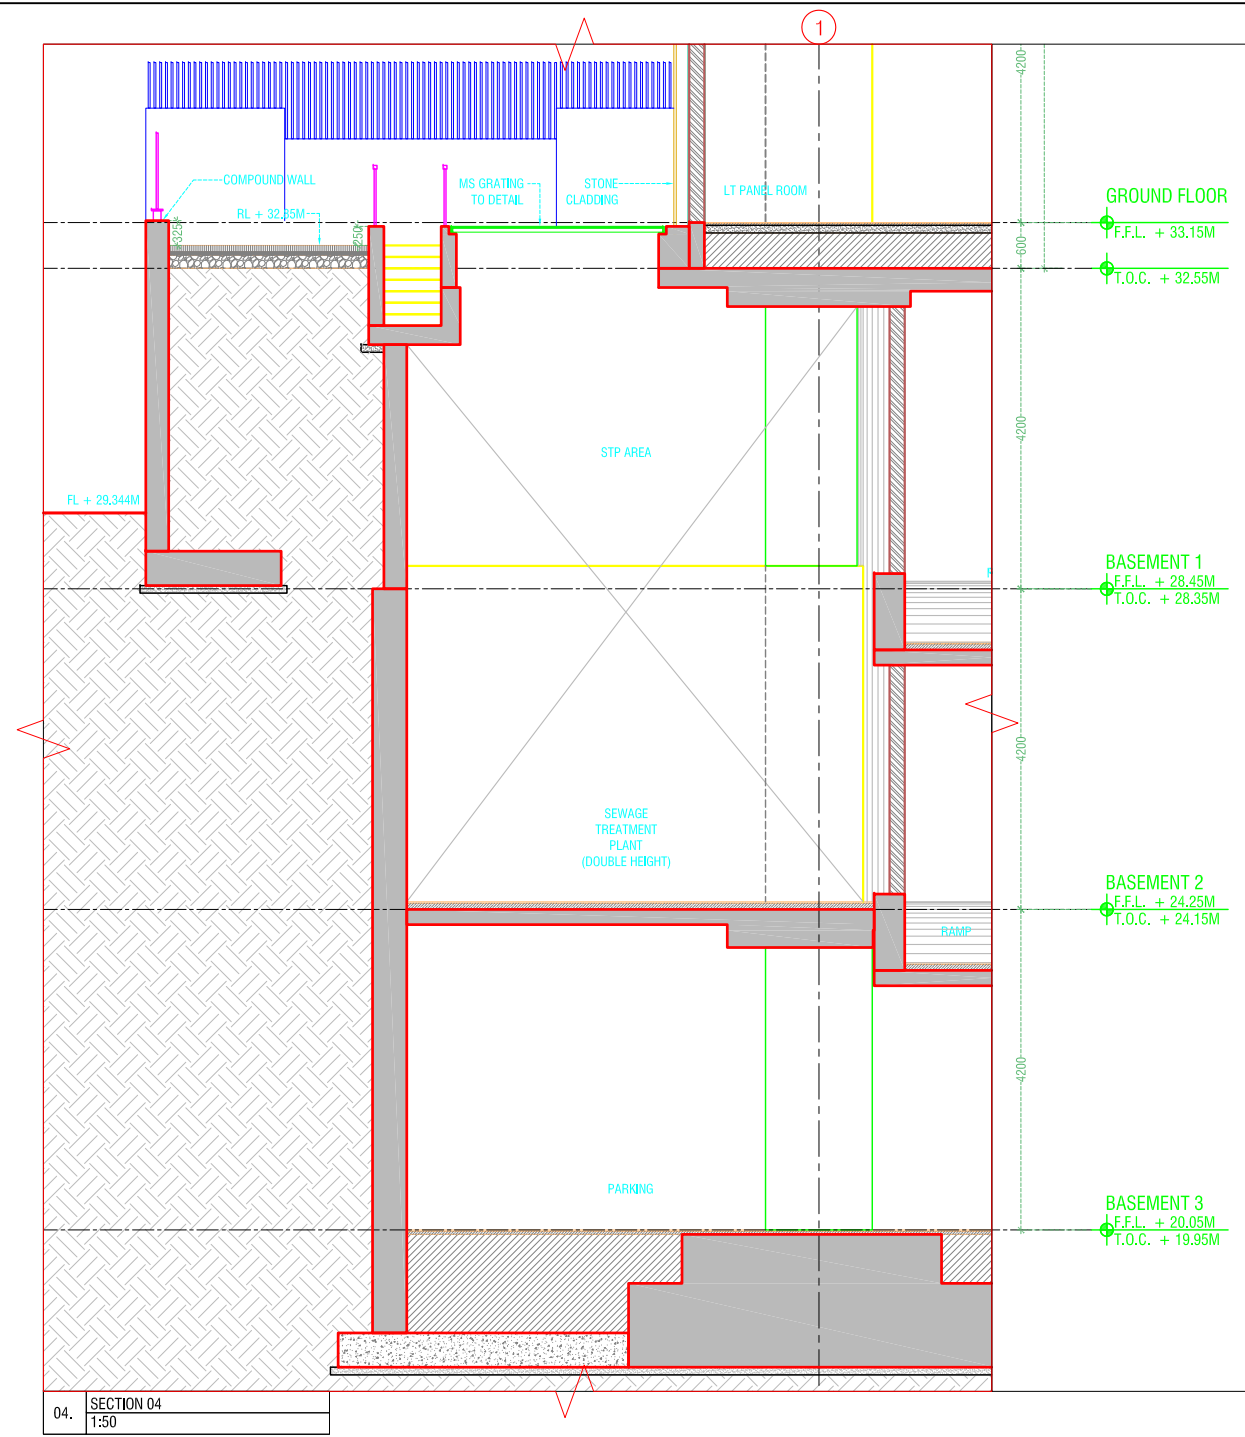 1
4200
COMPOUND WALL
MS GRATING
TO DETAIL
STONE
CLADDING
LT PANEL ROOM
GROUND FLOOR
F.F.L. + 33.15M
RL + 32.85M
325
250
600
T.O.C. + 32.55M
4200
STP AREA
FL + 29.344M
BASEMENT 1
F.F.L. + 28.45M
T.O.C. + 28.35M
4200
SEWAGE
TREATMENT
PLANT
(DOUBLE HEIGHT)
BASEMENT 2
F.F.L. + 24.25M
T.O.C. + 24.15M
RAMP
4200
PARKING
BASEMENT 3
F.F.L. + 20.05M
T.O.C. + 19.95M
04.
SECTION 04
1:50